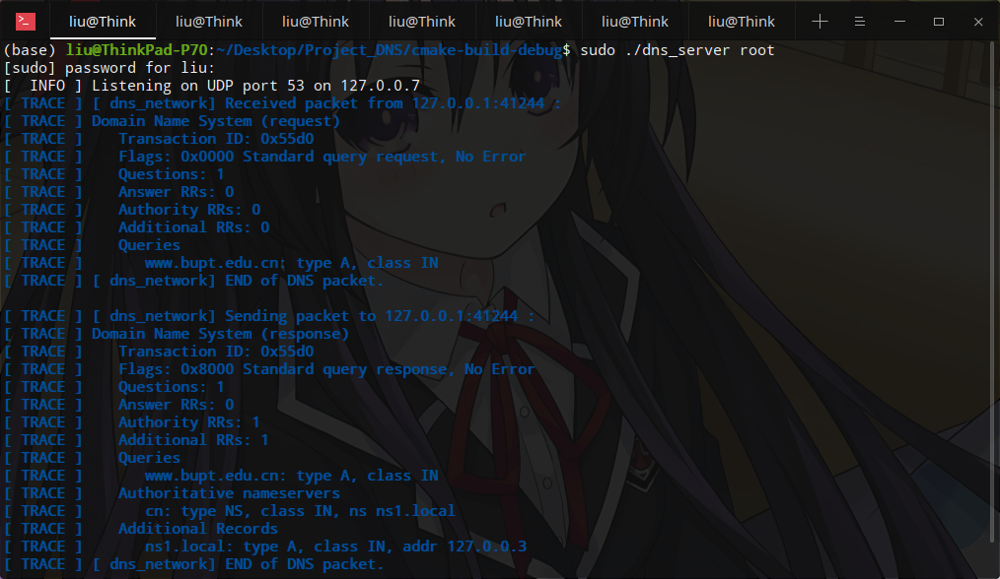 liu@Think liu@Think liu@Think liu@Think liu@Think liu@Think liu@Think
(base) liu@ThinkPad-P70:~/Desktop/Project_DNS/cmake-build-debug$ sudo ./dns_server root
[sudo] password for liu:
[  INFO ] Listening on UDP port 53 on 127.0.0.7
[ TRACE ] [ dns_network] Received packet from 127.0.0.1:41244 :
[ TRACE ] Domain Name System (request)
[ TRACE ]    Transaction ID: 0x55d0
[ TRACE ]    Flags: 0x0000 Standard query request, No Error
[ TRACE ]    Questions: 1
[ TRACE ]    Answer RRs: 0
[ TRACE ]    Authority RRs: 0
[ TRACE ]    Additional RRs: 0
[ TRACE ]    Queries
[ TRACE ]       www.bupt.edu.cn: type A, class IN
[ TRACE ] [ dns_network] END of DNS packet.
[ TRACE ] [ dns_network] Sending packet to 127.0.0.1:41244 :
[ TRACE ] Domain Name System (response)
[ TRACE ]    Transaction ID: 0x55d0
[ TRACE ]    Flags: 0x8000 Standard query response, No Error
[ TRACE ]    Questions: 1
[ TRACE ]    Answer RRs: 0
[ TRACE ]    Authority RRs: 1
[ TRACE ]    Additional RRs: 1
[ TRACE ]    Queries
[ TRACE ]       www.bupt.edu.cn: type A, class IN
[ TRACE ]    Authoritative nameservers
[ TRACE ]       cn: type NS, class IN, ns ns1.local
[ TRACE ]    Additional Records
[ TRACE ]       ns1.local: type A, class IN, addr 127.0.0.3
[ TRACE ] [ dns_network] END of DNS packet.